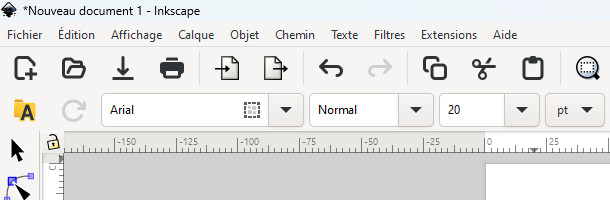 *Nouveau document 1 - Inkscape
Fichier Édition Affichage Calque Objet Chemin Texte Filtres Extensions Aide
A Arial Normal 20 pt
-150 -125 -100 -75 -50 -25 0 25
0